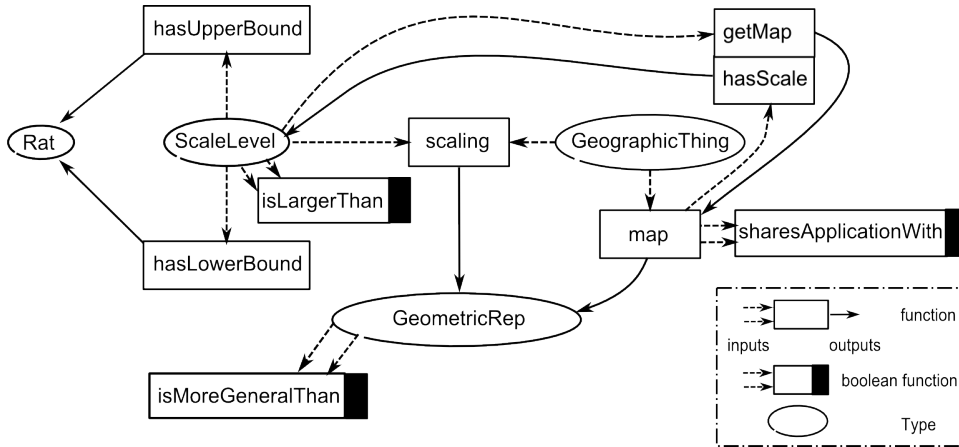 hasUpperBound
getMap
hasScale
Rat
ScaleLevel
scaling
GeographicThing
isLargerThan
map
sharesApplicationWith
hasLowerBound
GeometricRep
isMoreGeneralThan
function
inputs
outputs
boolean function
Type